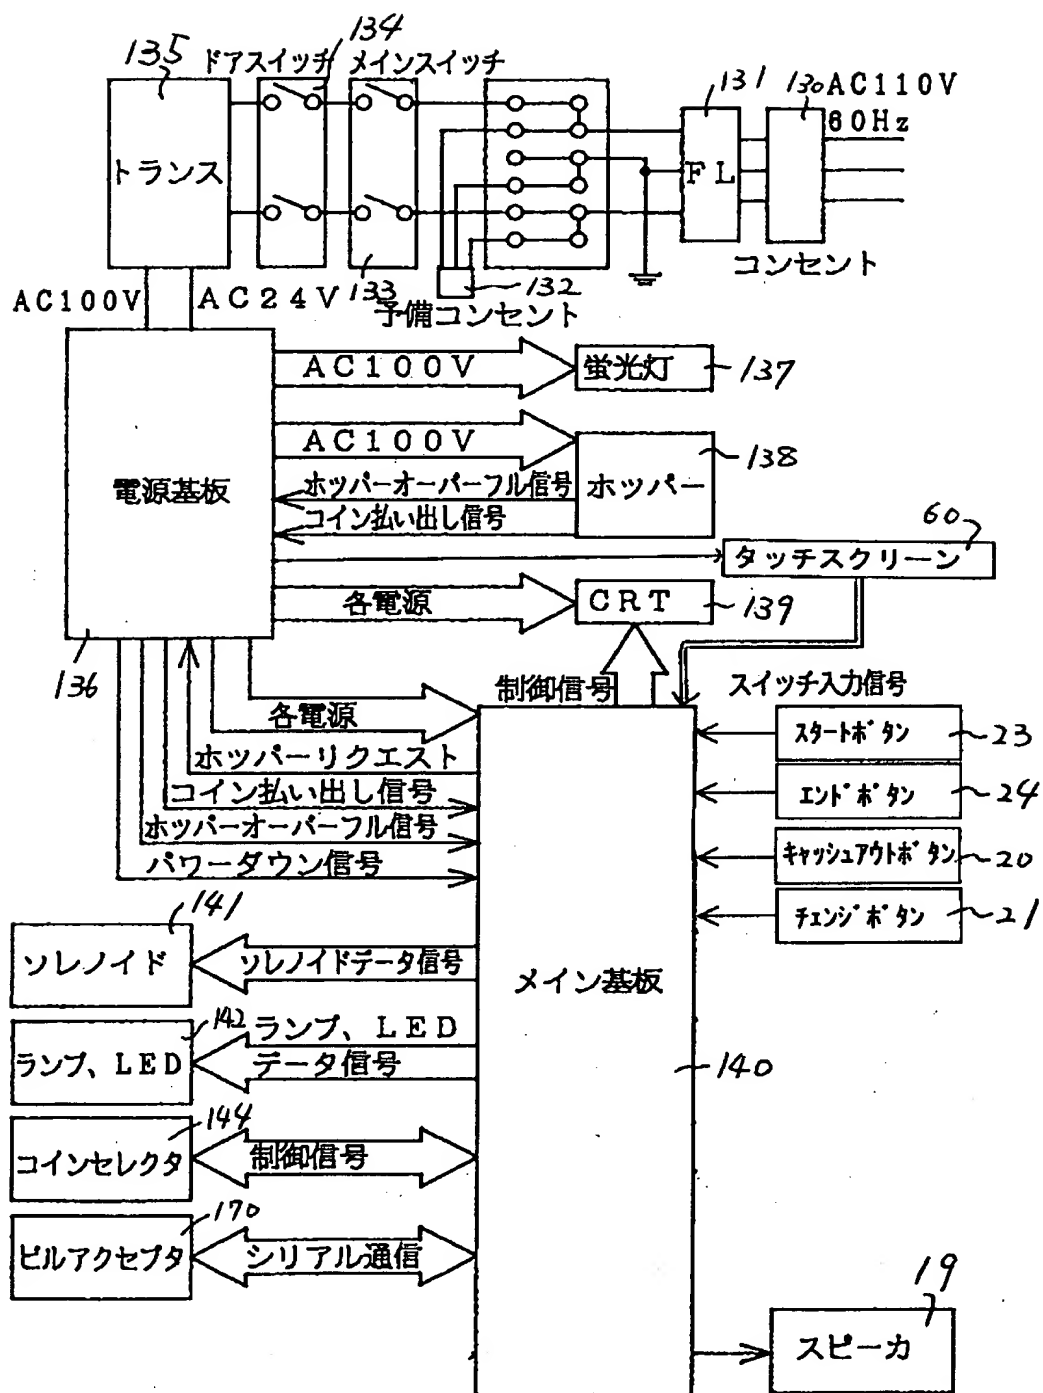 135
ドアスイッチ
134
メインスイッチ
131
130
AC110V
60Hz
トランス
FL
コンセント
133
132
予備コンセント
AC100V
AC24V
AC100V
蛍光灯
137
AC100V
138
電源基板
ホッパーオーバーフル信号
ホッパー
コイン払い出し信号
60
タッチスクリーン
各電源
CRT
139
136
制御信号
スイッチ入力信号
各電源
スタートボタン
23
ホッパーリクエスト
コイン払い出し信号
エンドボタン
24
ホッパーオーバーフル信号
パワーダウン信号
キャッシュアウトボタン
20
チェンジボタン
21
141
ソレノイド
ソレノイドデータ信号
メイン基板
142
ランプ、LED
ランプ、LED
データ信号
140
144
コインセレクタ
制御信号
170
ビルアクセプタ
シリアル通信
19
スピーカ